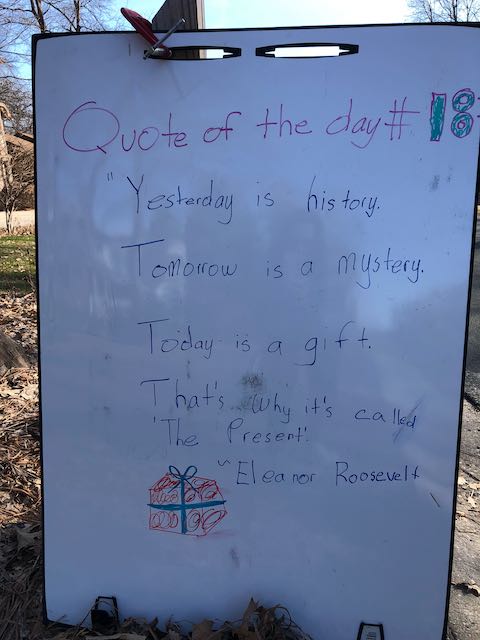 Quote of the day # 18
"Yesterday is history.
Tomorrow is a mystery.
Today is a gift.
That's why it's called
'The Present'.
~ Eleanor Roosevelt